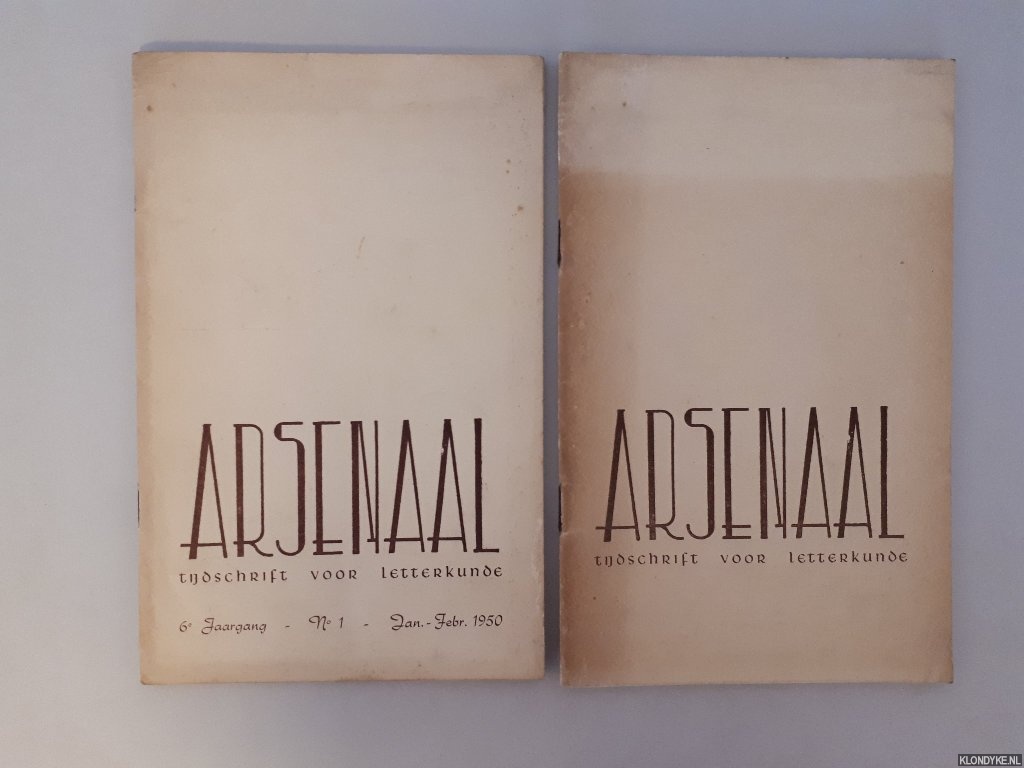 ARSENAAL
tijdschrift voor letterkunde
6e Jaargang - No 1 - Jan.-Febr. 1950
ARSENAAL
tijdschrift voor letterkunde
KLONDYKE.NL